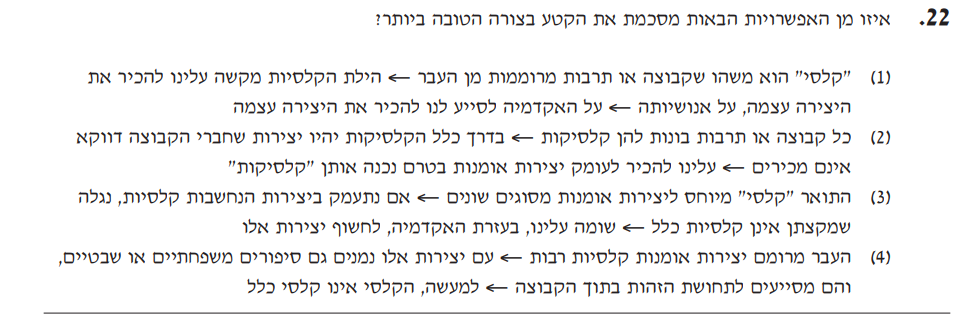 22. איזו מן האפשרויות הבאות מסכמת את הקטע בצורה הטובה ביותר?
(1) "קלסי" הוא משהו שקבוצה או תרבות מרוממות מן העבר ← הילת הקלסיות מקשה עלינו להכיר את
היצירה עצמה, על אנושיותה ← על האקדמיה לסייע לנו להכיר את היצירה עצמה
(2) כל קבוצה או תרבות בונות להן קלסיקות ← בדרך כלל הקלסיקות יהיו יצירות שחברי הקבוצה דווקא
אינם מכירים ← עלינו להכיר לעומק יצירות אומנות בטרם נכנה אותן "קלסיקות"
(3) התואר "קלסי" מיוחס ליצירות אומנות מסוגים שונים ← אם נתעמק ביצירות הנחשבות קלסיות, נגלה
שמקצתן אינן קלסיות כלל ← שומה עלינו, בעזרת האקדמיה, לחשוף יצירות אלו
(4) העבר מרומם יצירות אומנות קלסיות רבות ← עם יצירות אלו נמנים גם סיפורים משפחתיים או שבטיים,
והם מסייעים לתחושת הזהות בתוך הקבוצה ← למעשה, הקלסי אינו קלסי כלל